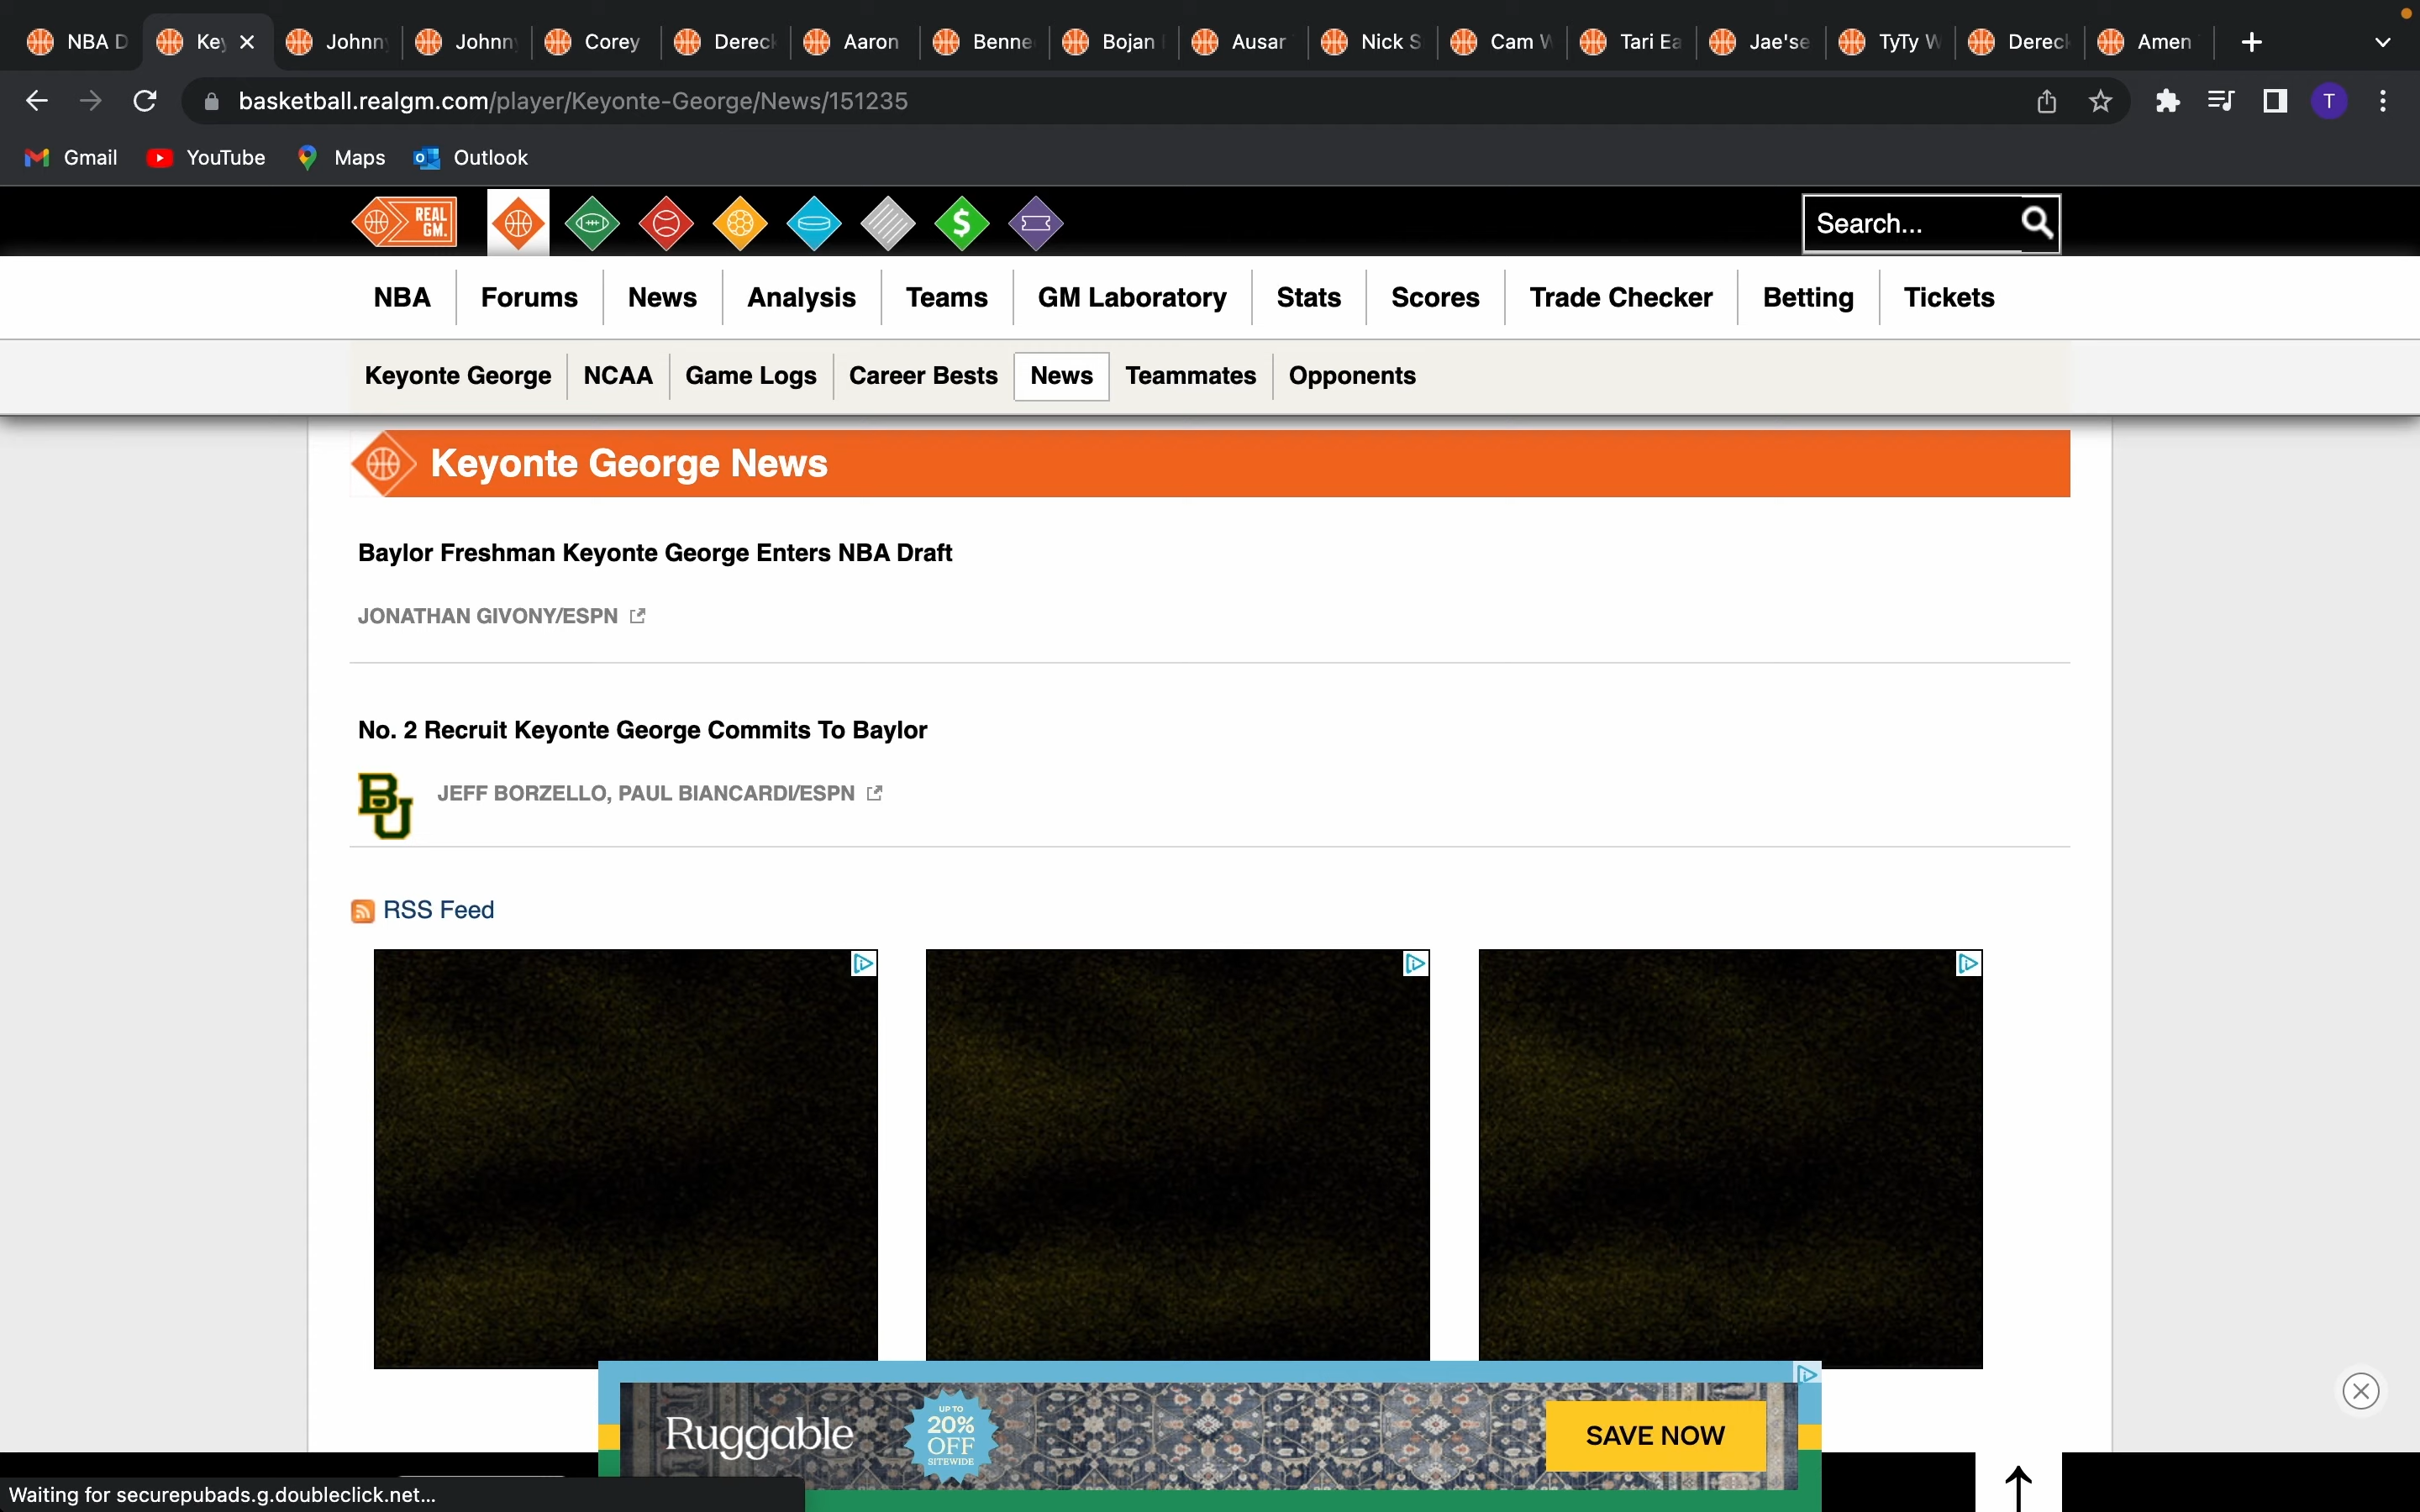 NBA D
Key
Johnn
Johnn
Corey
Dereck
Aaron
Benne
Bojan
Ausar
Nick S
Cam W
Tari Ea
Jae'se
TyTy W
Dereck
Amen
basketball.realgm.com/player/Keyonte-George/News/151235
T
Gmail YouTube Maps Outlook
REAL
GM.
Search...
NBA Forums News Analysis Teams GM Laboratory Stats Scores Trade Checker Betting Tickets
Keyonte George NCAA Game Logs Career Bests News Teammates Opponents
Keyonte George News
Baylor Freshman Keyonte George Enters NBA Draft
JONATHAN GIVONY/ESPN
No. 2 Recruit Keyonte George Commits To Baylor
BU
JEFF BORZELLO, PAUL BIANCARDI/ESPN
RSS Feed
Ruggable
UP TO
20%
OFF
SITEWIDE
SAVE NOW
Waiting for securepubads.g.doubleclick.net...